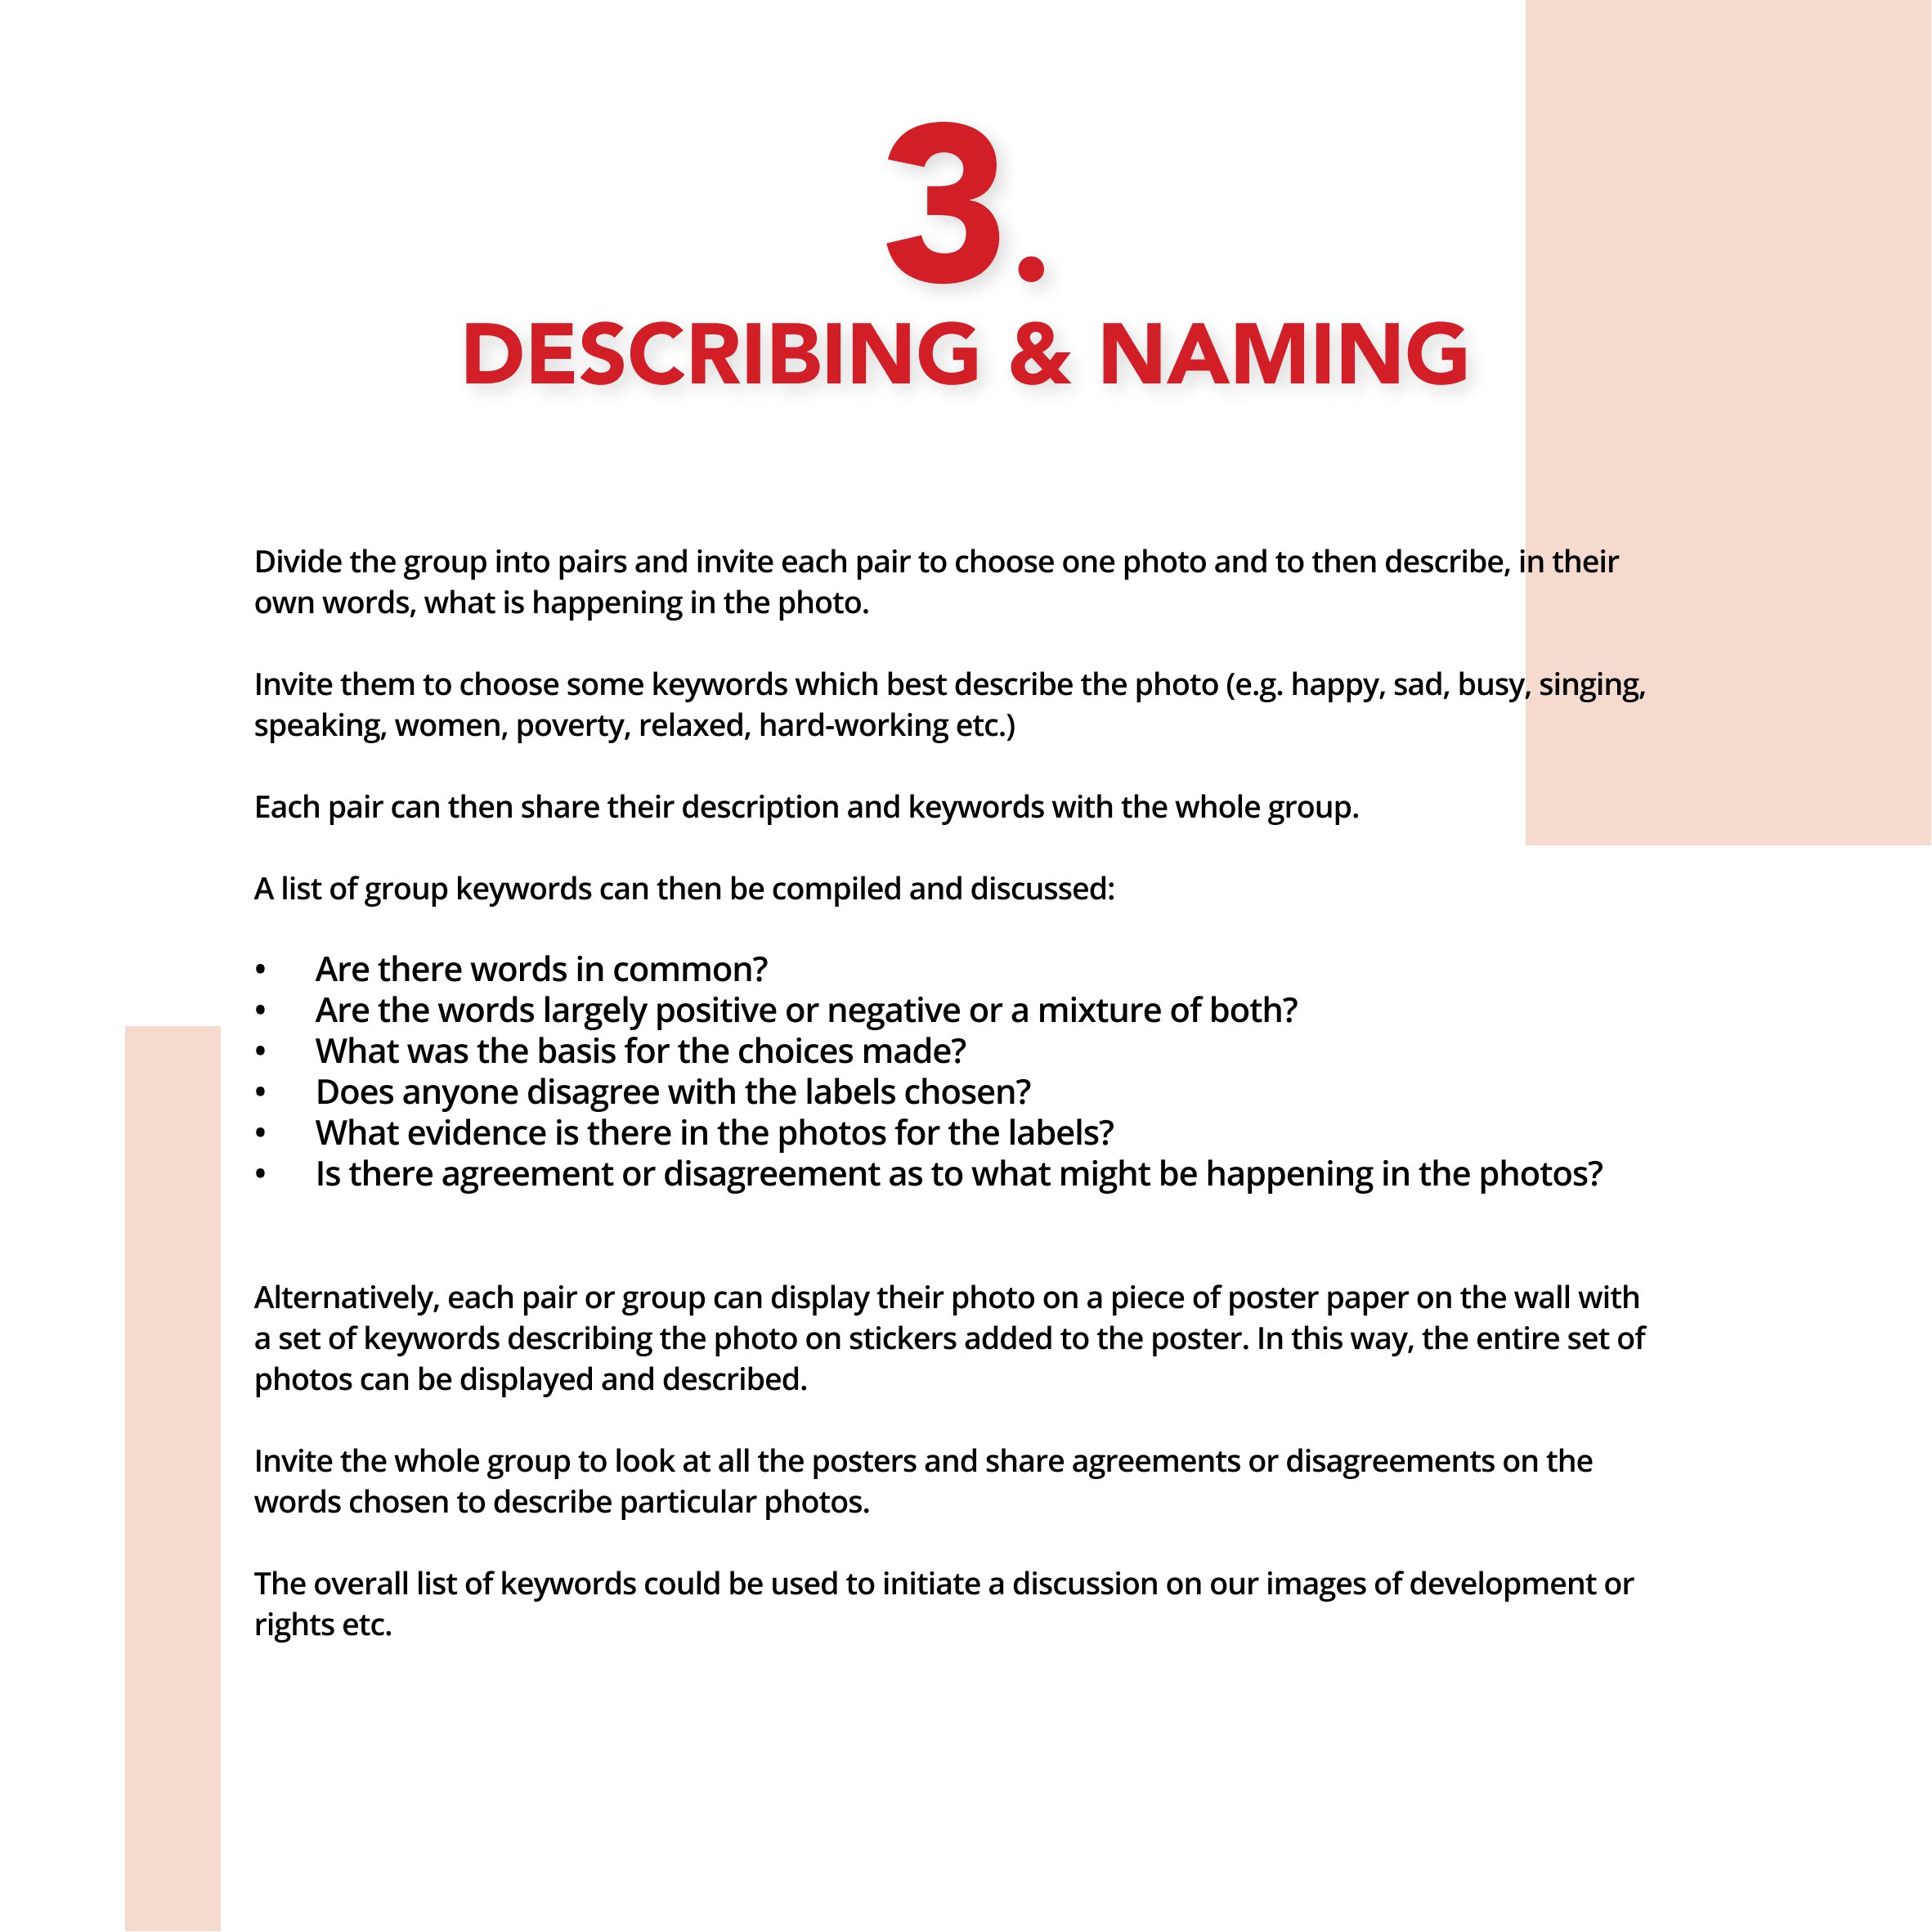 3.
DESCRIBING & NAMING
Divide the group into pairs and invite each pair to choose one photo and to then describe, in their
own words, what is happening in the photo.
Invite them to choose some keywords which best describe the photo (e.g. happy, sad, busy, singing,
speaking, women, poverty, relaxed, hard-working etc.)
Each pair can then share their description and keywords with the whole group.
A list of group keywords can then be compiled and discussed:
• Are there words in common?
• Are the words largely positive or negative or a mixture of both?
• What was the basis for the choices made?
• Does anyone disagree with the labels chosen?
• What evidence is there in the photos for the labels?
• Is there agreement or disagreement as to what might be happening in the photos?
Alternatively, each pair or group can display their photo on a piece of poster paper on the wall with
a set of keywords describing the photo on stickers added to the poster. In this way, the entire set of
photos can be displayed and described.
Invite the whole group to look at all the posters and share agreements or disagreements on the
words chosen to describe particular photos.
The overall list of keywords could be used to initiate a discussion on our images of development or
rights etc.